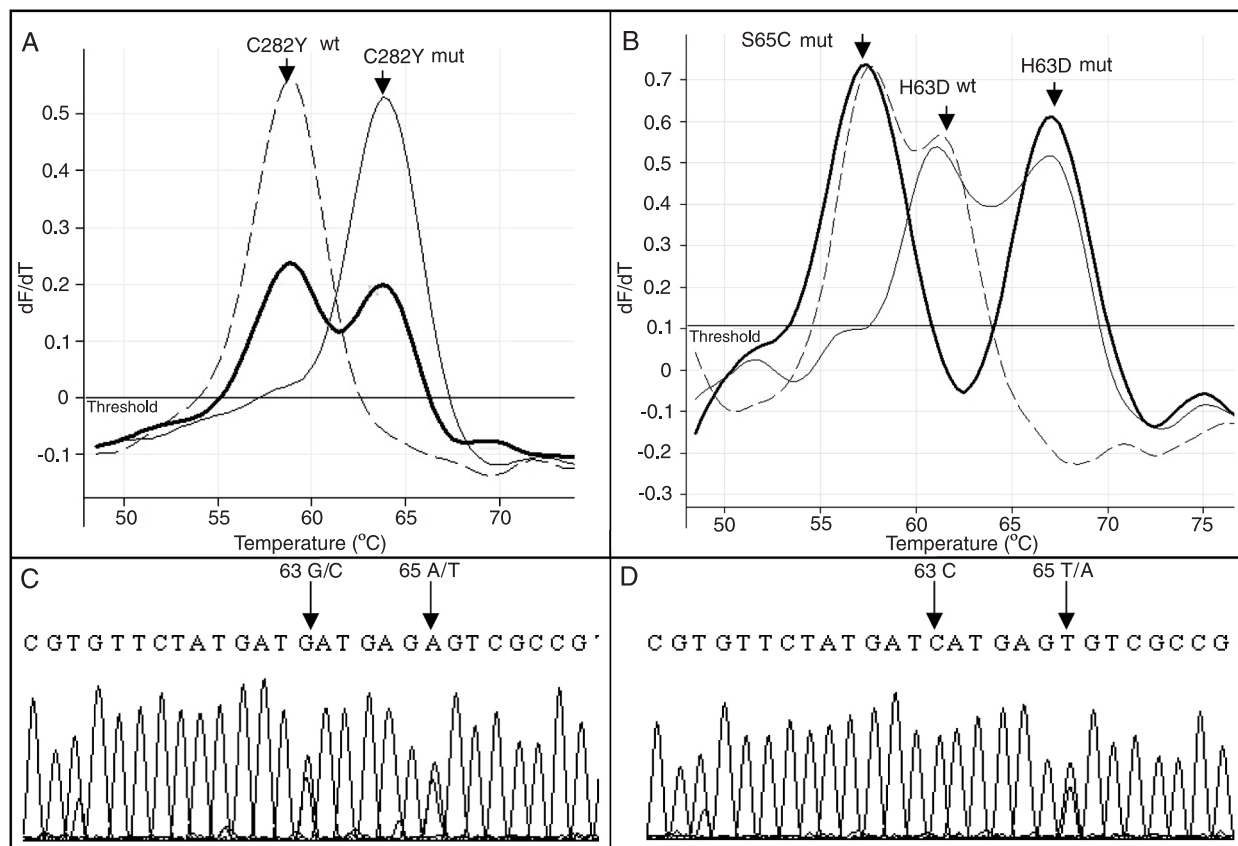 A
C282Y wt
C282Y mut
0.5
0.4
0.3
0.2
0.1
0
-0.1
dF/dT
Threshold
50 55 60 65 70
Temperature (°C)
B
S65C mut
H63D wt
H63D mut
0.7
0.6
0.5
0.4
0.3
0.2
0.1
0
-0.1
-0.2
-0.3
dF/dT
Threshold
50 55 60 65 70 75
Temperature (°C)
C
63 G/C 65 A/T
C G T G T T C T A T G A T G A T G A G A G T C G C C G T
D
63 C 65 T/A
C G T G T T C T A T G A T C A T G A G T G T C G C C G